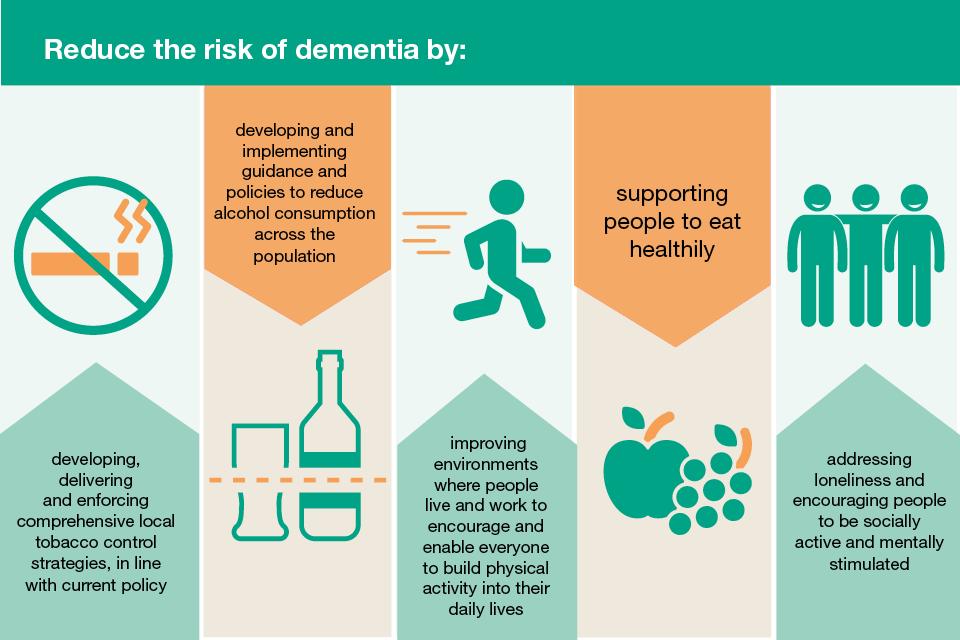 Reduce the risk of dementia by:
developing,
delivering
and enforcing
comprehensive local
tobacco control
strategies, in line
with current policy
developing and
implementing
guidance and
policies to reduce
alcohol consumption
across the
population
improving
environments
where people
live and work to
encourage and
enable everyone
to build physical
activity into their
daily lives
supporting
people to eat
healthily
addressing
loneliness and
encouraging people
to be socially
active and mentally
stimulated